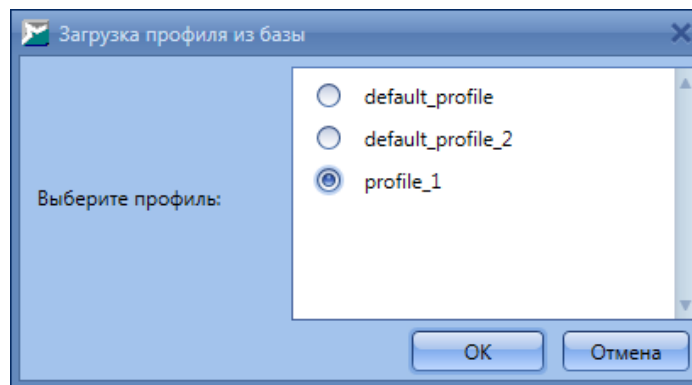 Загрузка профиля из базы
default_profile
default_profile_2
profile_1
Выберите профиль:
OK
Отмена